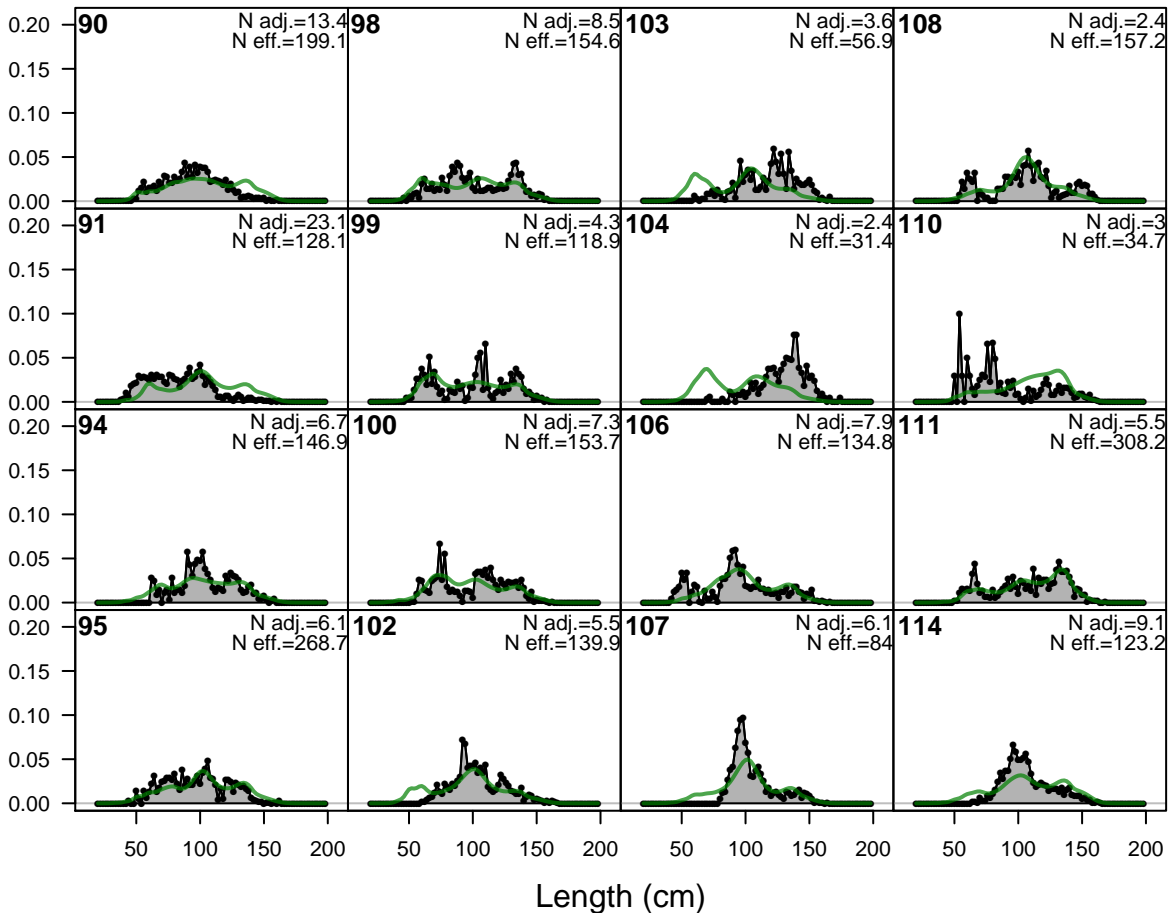 0.20
0.15
0.10
0.05
0.00
90
N adj.=13.4
N eff.=199.1
98
N adj.=8.5
N eff.=154.6
103
N adj.=3.6
N eff.=56.9
108
N adj.=2.4
N eff.=157.2
0.20
0.15
0.10
0.05
0.00
91
N adj.=23.1
N eff.=128.1
99
N adj.=4.3
N eff.=118.9
104
N adj.=2.4
N eff.=31.4
110
N adj.=3
N eff.=34.7
0.20
0.15
0.10
0.05
0.00
94
N adj.=6.7
N eff.=146.9
100
N adj.=7.3
N eff.=153.7
106
N adj.=7.9
N eff.=134.8
111
N adj.=5.5
N eff.=308.2
0.20
0.15
0.10
0.05
0.00
95
N adj.=6.1
N eff.=268.7
102
N adj.=5.5
N eff.=139.9
107
N adj.=6.1
N eff.=84
114
N adj.=9.1
N eff.=123.2
50 100 150 200 50 100 150 200 50 100 150 200 50 100 150 200
Length (cm)